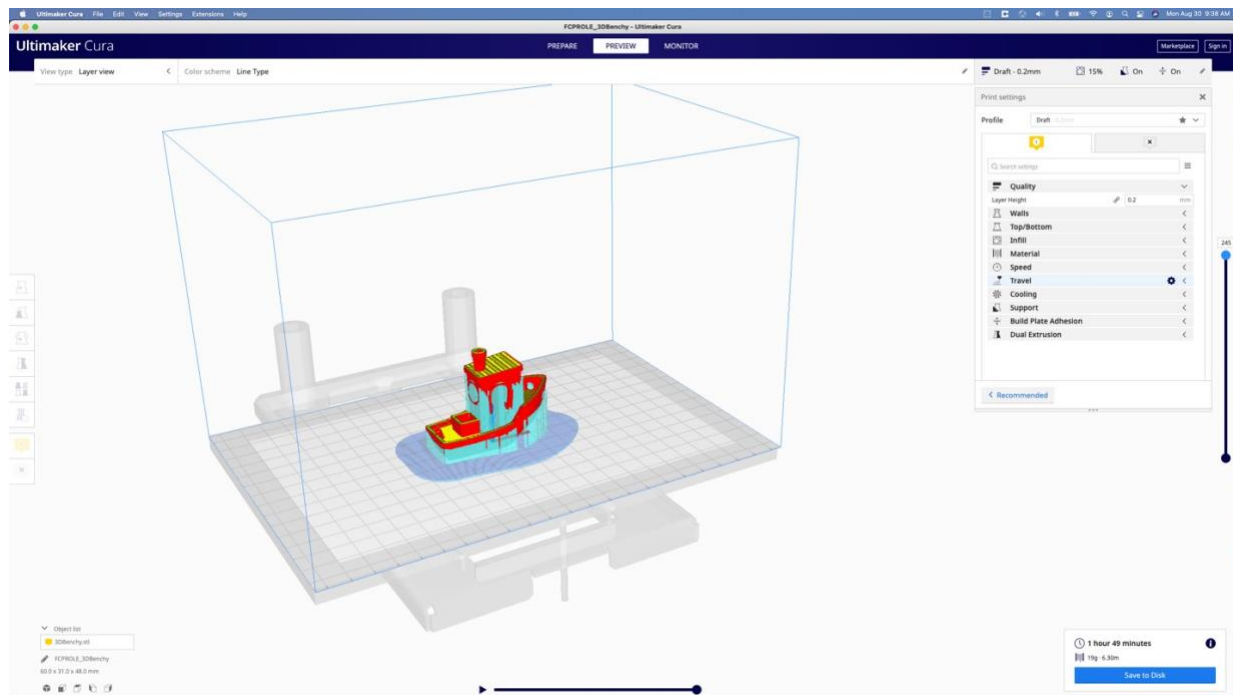 Ultimaker Cura File Edit View Settings Extensions Help
Mon Aug 30 9:38 AM
FCPROLE_3DBenchy - Ultimaker Cura
Ultimaker Cura
PREPARE PREVIEW MONITOR
Marketplace Sign in
View type Layer view
Color scheme Line Type
Draft - 0.2mm 15% On On
Print settings
Profile Draft 0.2mm
Search settings
Quality
Layer Height 0.2 mm
Walls
Top/Bottom
Infill
245
Material
Speed
Travel
Cooling
Support
Build Plate Adhesion
Dual Extrusion
Recommended
Object list
3DBenchy.stl
FCPROLE_3DBenchy
60.0 x 31.0 x 48.0 mm
1 hour 49 minutes
19g · 6.30m
Save to Disk